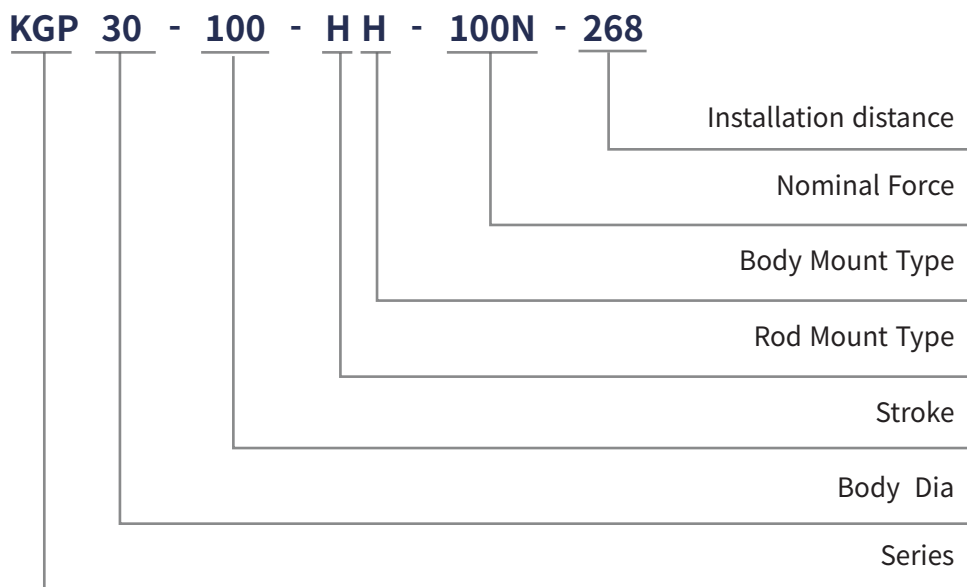 KGP 30 - 100 - H H - 100N - 268
Installation distance
Nominal Force
Body Mount Type
Rod Mount Type
Stroke
Body Dia
Series